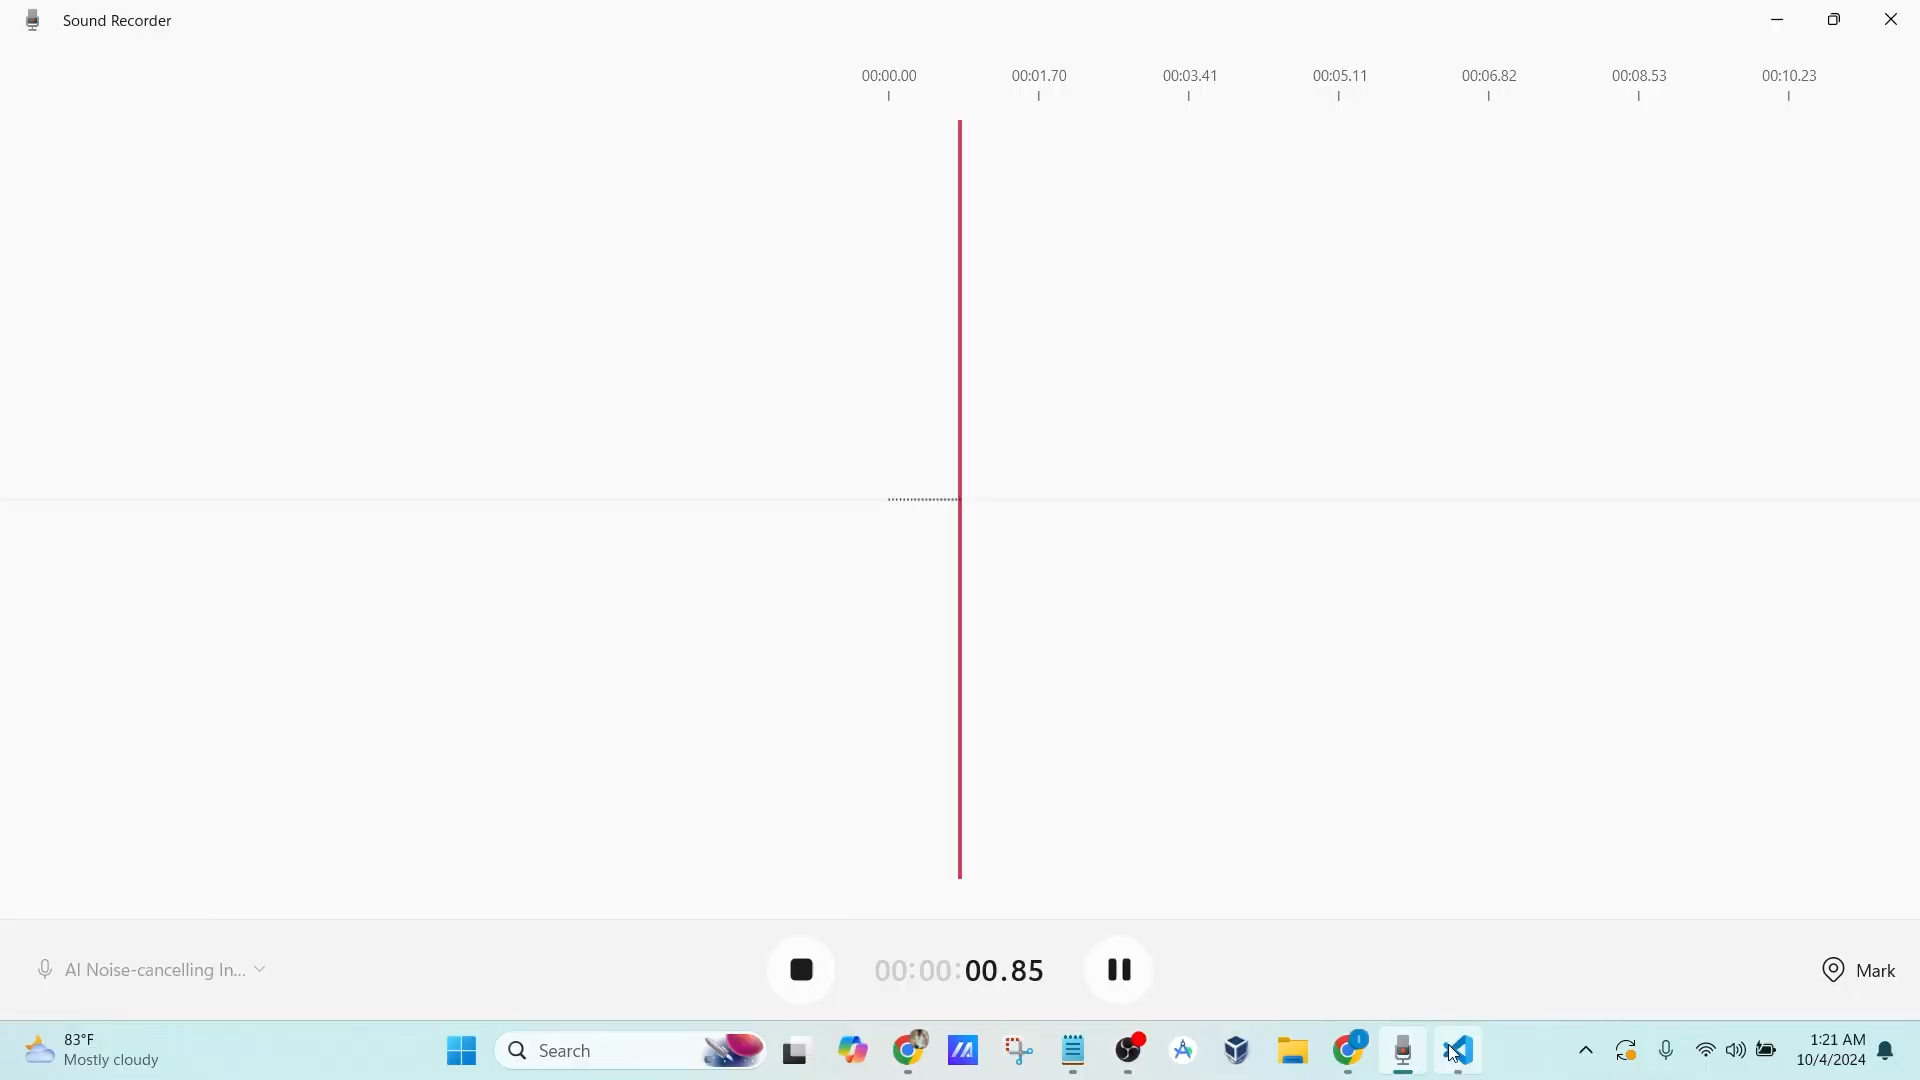 Sound Recorder
00:00.00 00:01.70 00:03.41 00:05.11 00:06.82 00:08.53 00:10.23
AI Noise-cancelling In...
00:00:00.85
Mark
83°F
Mostly cloudy
Search
1:21 AM
10/4/2024